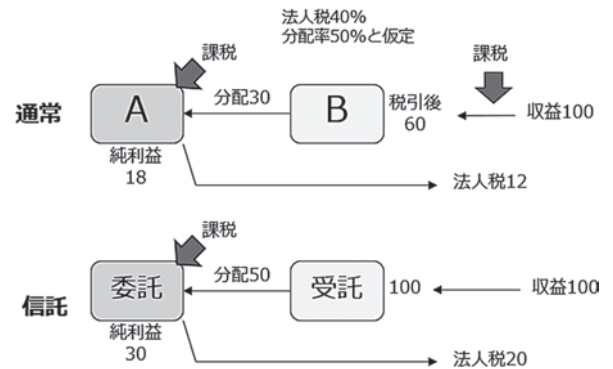 法人税40%
分配率50%と仮定
課税
課税
通常
A
分配30
B
税引後
60
収益100
純利益
18
法人税12
課税
信託
委託
分配50
受託
100
収益100
純利益
30
法人税20